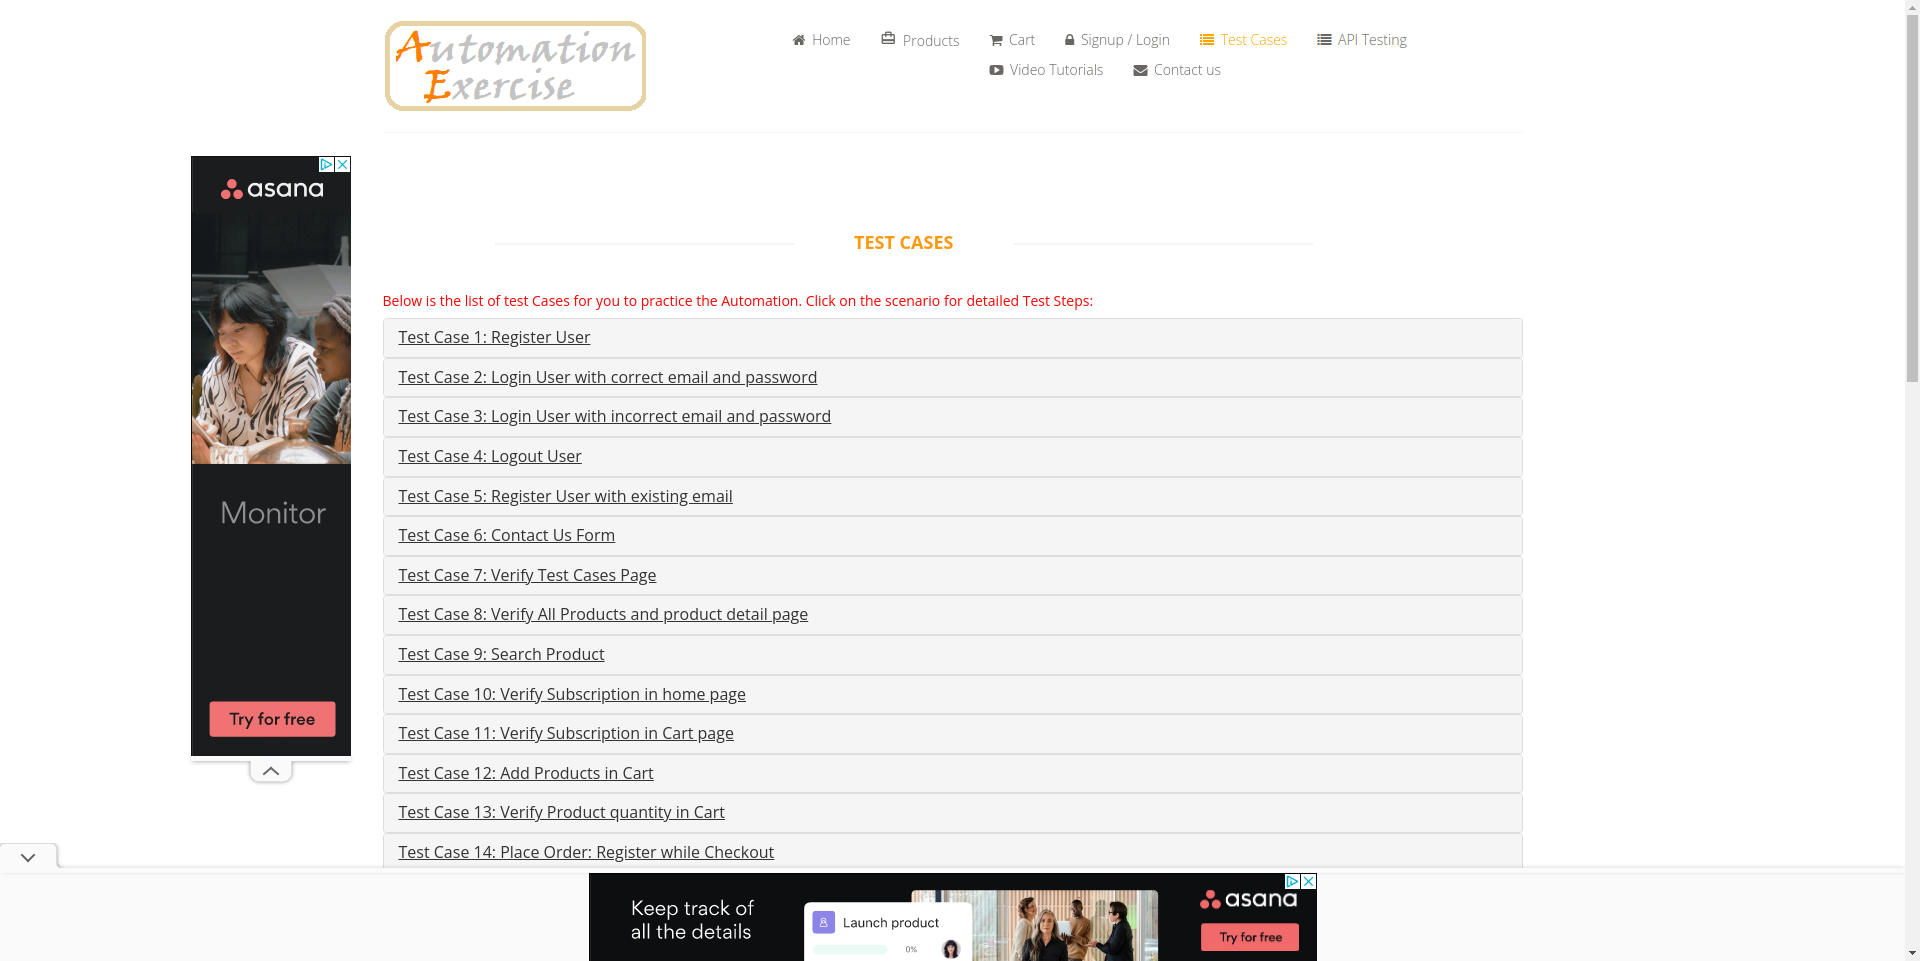 Automation
Exercise
Home
Products
Cart
Signup / Login
Test Cases
API Testing
Video Tutorials
Contact us
asana
Monitor
Try for free
TEST CASES
Below is the list of test Cases for you to practice the Automation. Click on the scenario for detailed Test Steps:
Test Case 1: Register User
Test Case 2: Login User with correct email and password
Test Case 3: Login User with incorrect email and password
Test Case 4: Logout User
Test Case 5: Register User with existing email
Test Case 6: Contact Us Form
Test Case 7: Verify Test Cases Page
Test Case 8: Verify All Products and product detail page
Test Case 9: Search Product
Test Case 10: Verify Subscription in home page
Test Case 11: Verify Subscription in Cart page
Test Case 12: Add Products in Cart
Test Case 13: Verify Product quantity in Cart
Test Case 14: Place Order: Register while Checkout
Keep track of
all the details
Launch product
0%
asana
Try for free